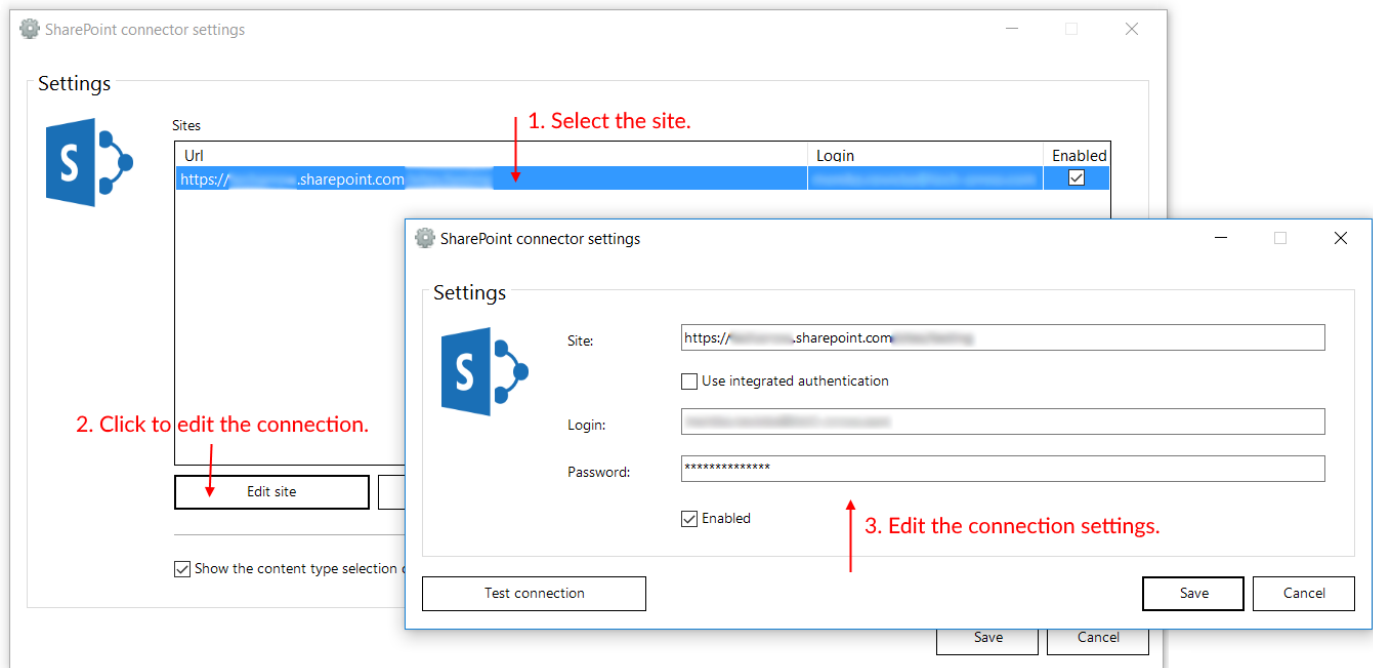 SharePoint connector settings
Settings
Sites
1. Select the site.
Url Login Enabled
https:// .sharepoint.com
S
2. Click to edit the connection.
Edit site
Show the content type selection
Save Cancel
SharePoint connector settings
Settings
S
Site: https:// .sharepoint.com
Use integrated authentication
Login:
Password: **************
Enabled
3. Edit the connection settings.
Test connection Save Cancel